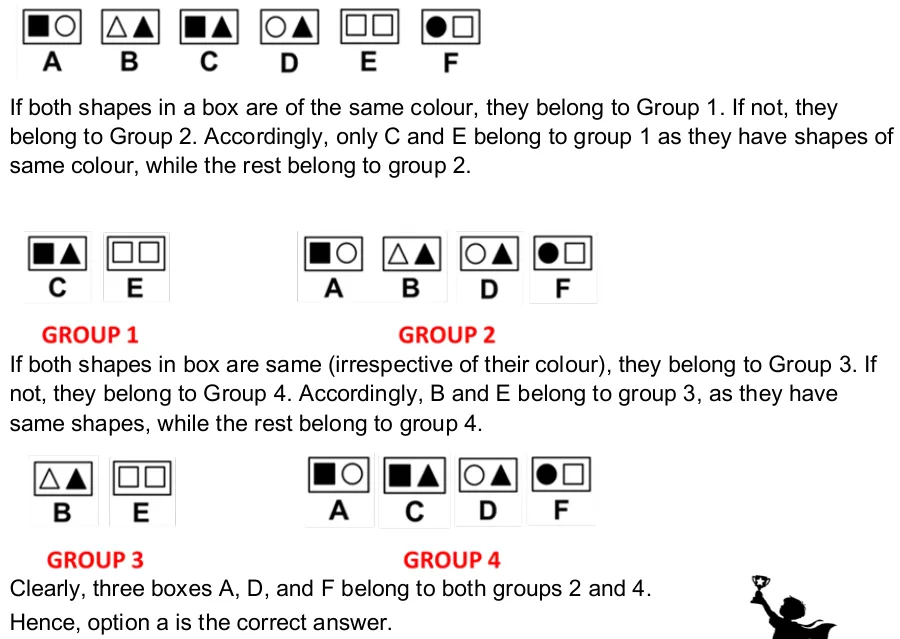 A B C D E F
If both shapes in a box are of the same colour, they belong to Group 1. If not, they
belong to Group 2. Accordingly, only C and E belong to group 1 as they have shapes of
same colour, while the rest belong to group 2.
C E A B D F
GROUP 1 GROUP 2
If both shapes in box are same (irrespective of their colour), they belong to Group 3. If
not, they belong to Group 4. Accordingly, B and E belong to group 3, as they have
same shapes, while the rest belong to group 4.
B E A C D F
GROUP 3 GROUP 4
Clearly, three boxes A, D, and F belong to both groups 2 and 4.
Hence, option a is the correct answer.